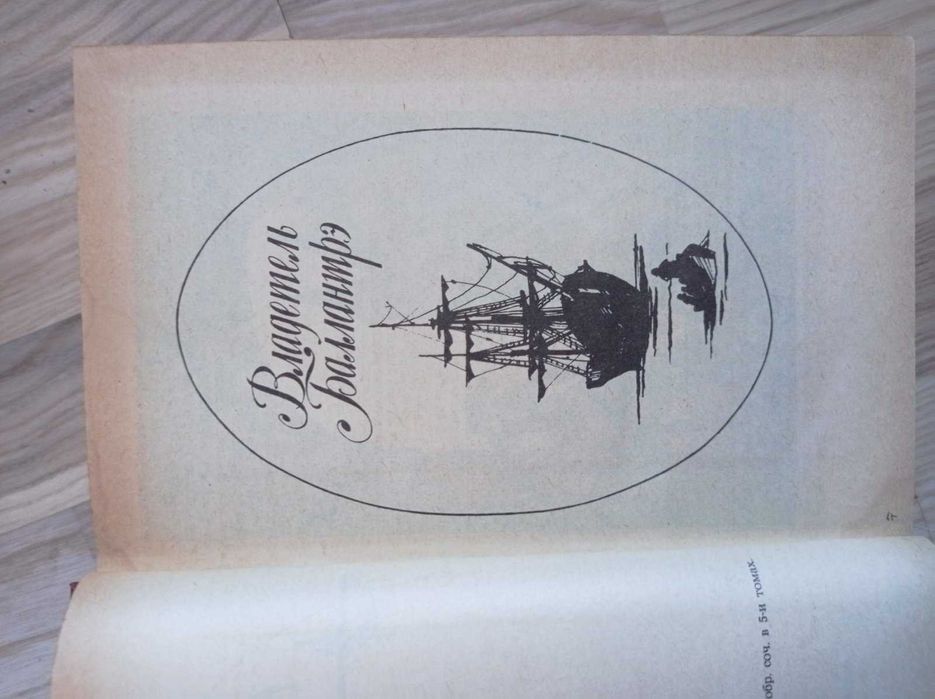 Владетель
Баллантрэ
обр. соч. в 5-и томах.